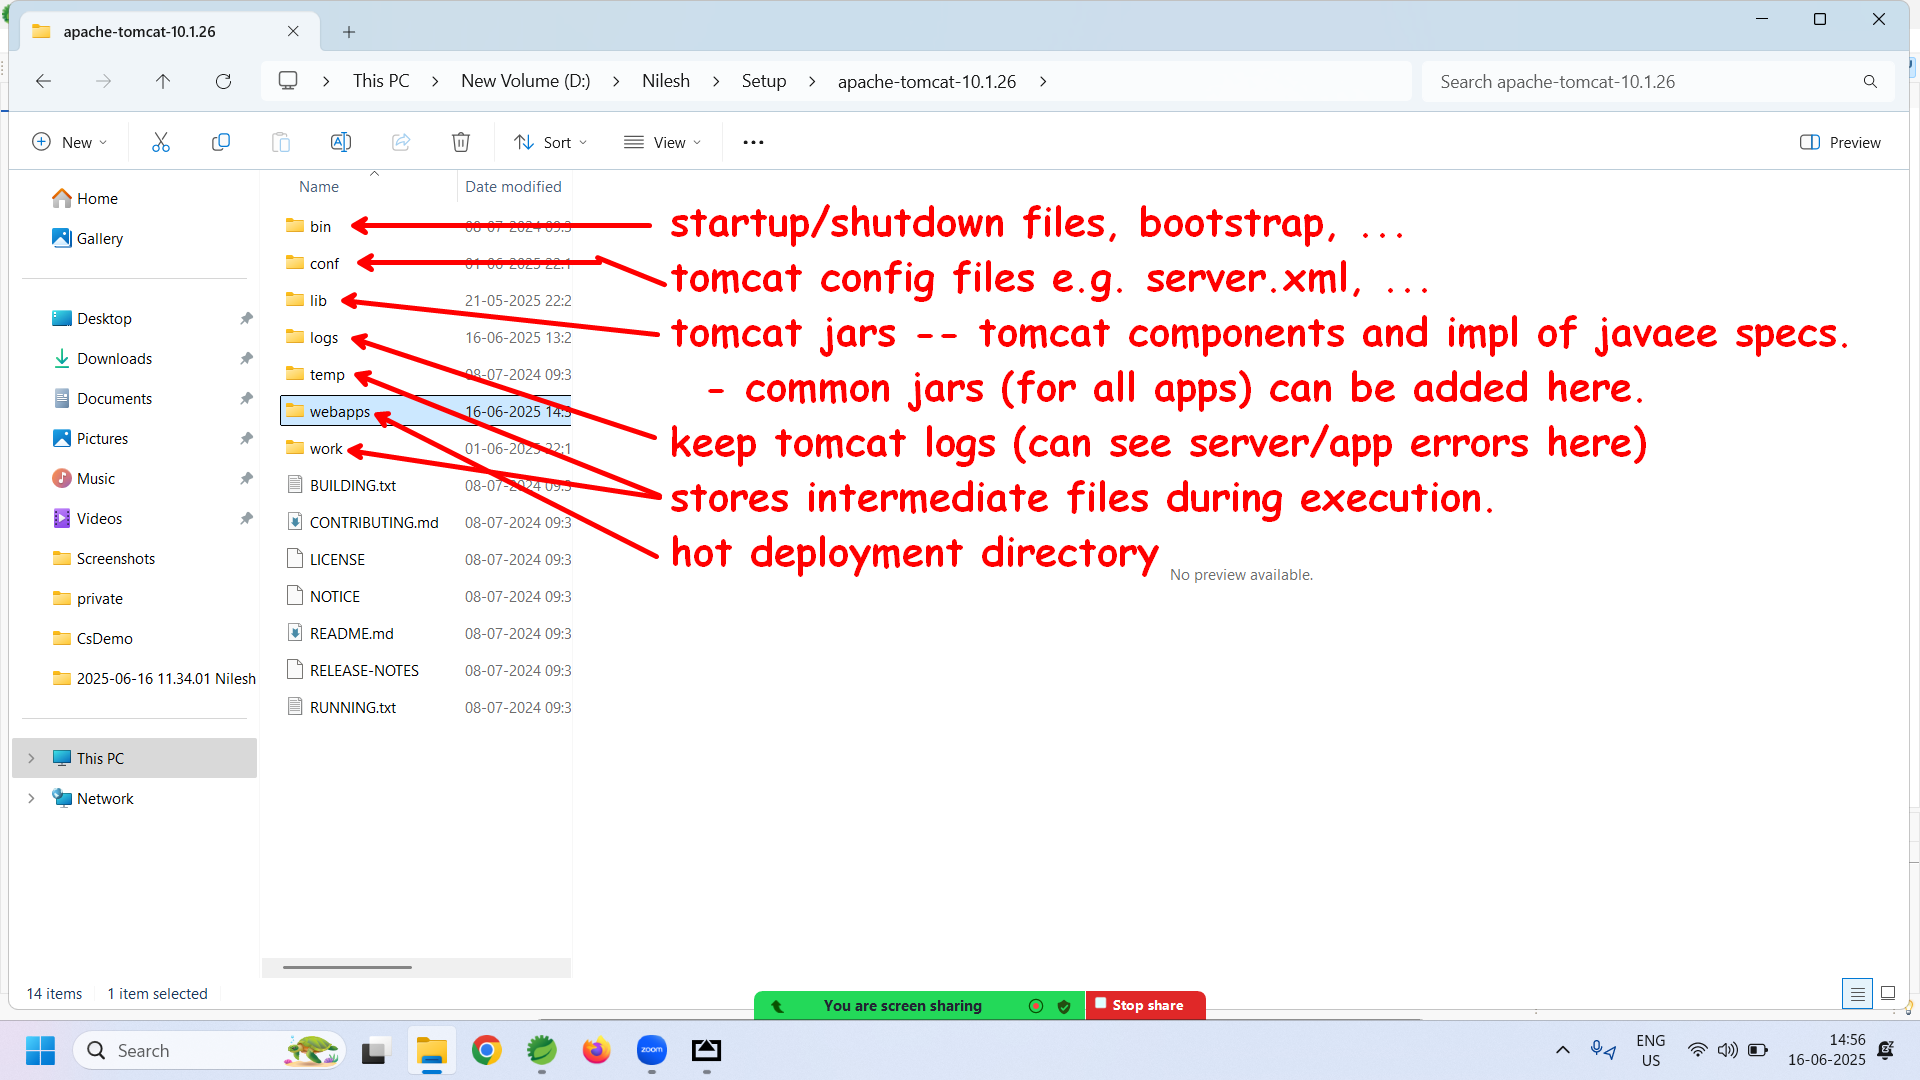 apache-tomcat-10.1.26
This PC
New Volume (D:)
Nilesh
Setup
apache-tomcat-10.1.26
Search apache-tomcat-10.1.26
New
Sort
View
Preview
Home
Gallery
Desktop
Downloads
Documents
Pictures
Music
Videos
Screenshots
private
CsDemo
2025-06-16 11.34.01 Nilesh
This PC
Network
Name Date modified
bin 08-07-2024 09:3
conf 01-06-2025 22:1
lib 21-05-2025 22:2
logs 16-06-2025 13:2
temp 08-07-2024 09:3
webapps 16-06-2025 14:5
work 01-06-2025 22:1
BUILDING.txt 08-07-2024 09:3
CONTRIBUTING.md 08-07-2024 09:3
LICENSE 08-07-2024 09:3
NOTICE 08-07-2024 09:3
README.md 08-07-2024 09:3
RELEASE-NOTES 08-07-2024 09:3
RUNNING.txt 08-07-2024 09:3
startup/shutdown files, bootstrap, ...
tomcat config files e.g. server.xml, ...
tomcat jars -- tomcat components and impl of javaee specs.
- common jars (for all apps) can be added here.
keep tomcat logs (can see server/app errors here)
stores intermediate files during execution.
hot deployment directory
No preview available.
14 items
1 item selected
You are screen sharing
Stop share
Search
zoom
ENG
US
14:56
16-06-2025